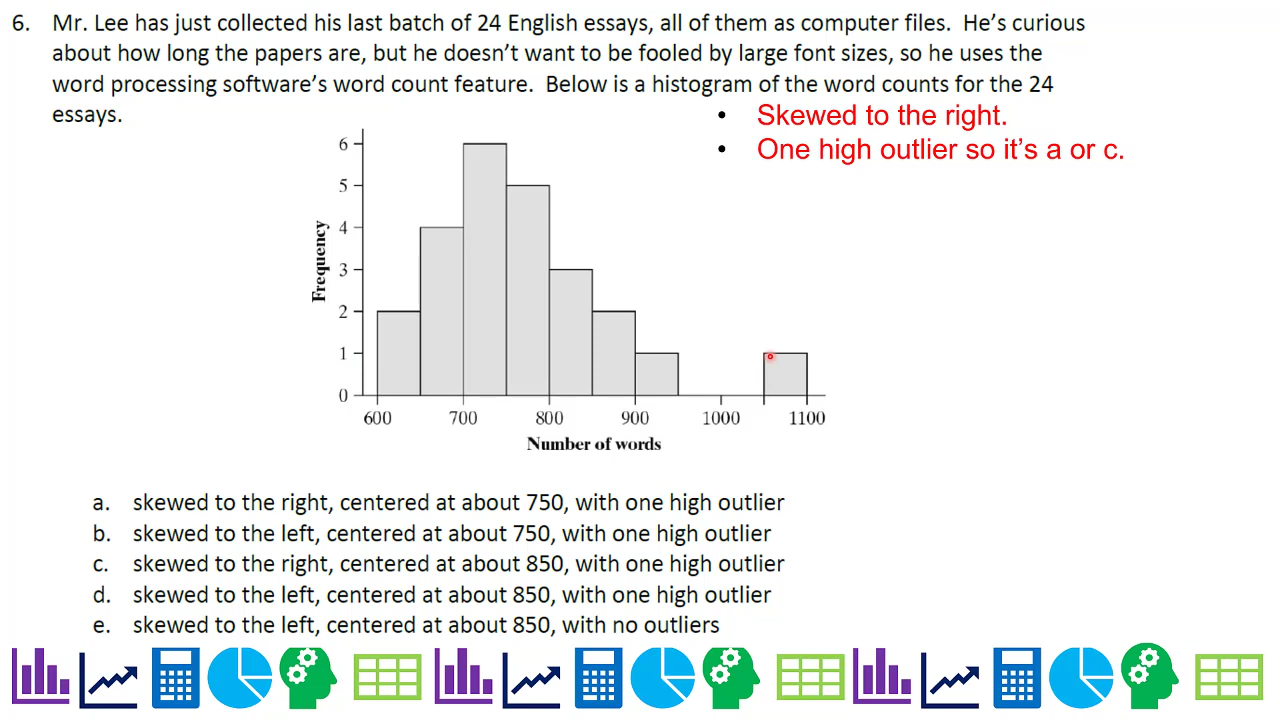 6. Mr. Lee has just collected his last batch of 24 English essays, all of them as computer files. He's curious
about how long the papers are, but he doesn't want to be fooled by large font sizes, so he uses the
word processing software's word count feature. Below is a histogram of the word counts for the 24
essays.
• Skewed to the right.
• One high outlier so it's a or c.
Frequency
6
5
4
3
2
1
0
600 700 800 900 1000 1100
Number of words
a. skewed to the right, centered at about 750, with one high outlier
b. skewed to the left, centered at about 750, with one high outlier
c. skewed to the right, centered at about 850, with one high outlier
d. skewed to the left, centered at about 850, with one high outlier
e. skewed to the left, centered at about 850, with no outliers